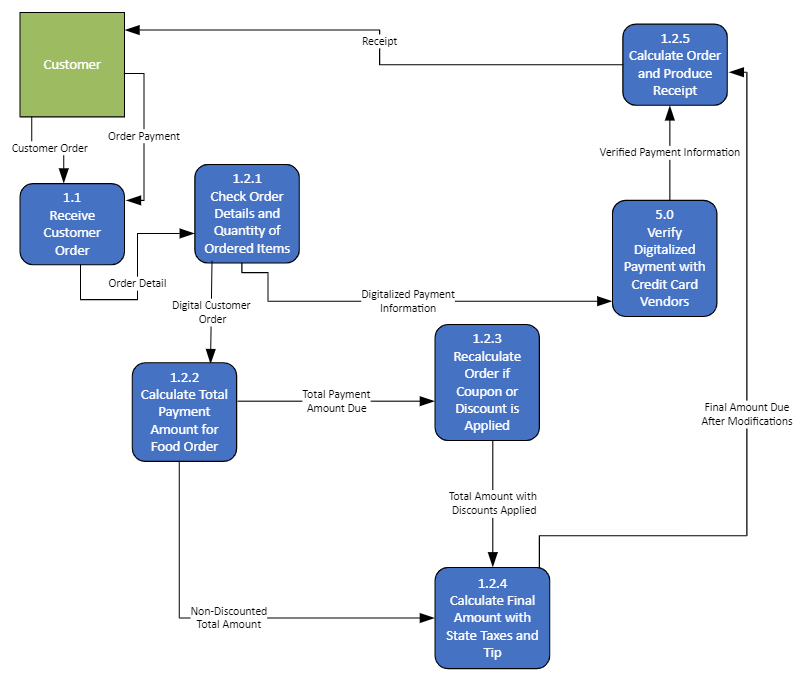 Customer
1.2.5
Calculate Order
and Produce
Receipt
Receipt
Order Payment
Customer Order
Verified Payment Information
1.1
Receive
Customer
Order
1.2.1
Check Order
Details and
Quantity of
Ordered Items
5.0
Verify
Digitalized
Payment with
Credit Card
Vendors
Order Detail
Digitalized Payment
Information
Digital Customer
Order
1.2.2
Calculate Total
Payment
Amount for
Food Order
Total Payment
Amount Due
1.2.3
Recalculate
Order if
Coupon or
Discount is
Applied
Final Amount Due
After Modifications
Total Amount with
Discounts Applied
Non-Discounted
Total Amount
1.2.4
Calculate Final
Amount with
State Taxes and
Tip